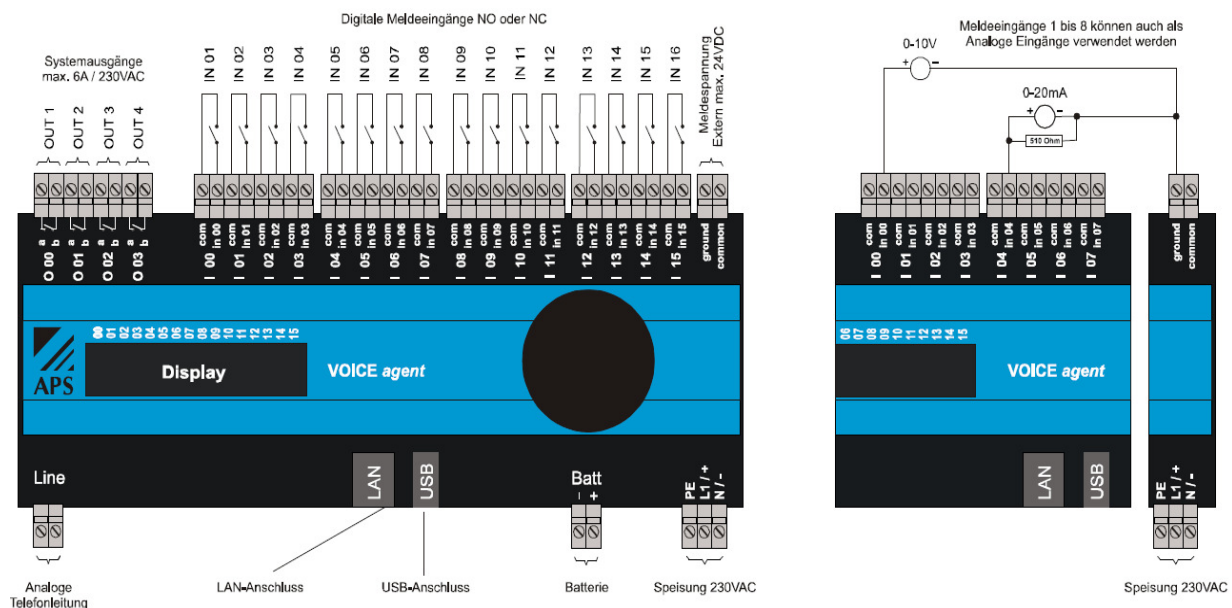 Digitale Meldeeingänge NO oder NC
Systemausgänge
max. 6A / 230VAC
OUT 1
OUT 2
OUT 3
OUT 4
IN 01
IN 02
IN 03
IN 04
IN 05
IN 06
IN 07
IN 08
IN 09
IN 10
IN 11
IN 12
IN 13
IN 14
IN 15
IN 16
Meldespannung
Extern max. 24VDC
a
b
a
b
a
b
a
b
O 00
O 01
O 02
O 03
com
In 00
com
In 01
com
In 02
com
In 03
com
In 04
com
In 05
com
In 06
com
In 07
com
In 08
com
In 09
com
In 10
com
In 11
com
In 12
com
In 13
com
In 14
com
In 15
ground
common
I 00
I 01
I 02
I 03
I 04
I 05
I 06
I 07
I 08
I 09
I 10
I 11
I 12
I 13
I 14
I 15
00
01
02
03
04
05
06
07
08
09
10
11
12
13
14
15
APS
Display
VOICE agent
Line
LAN
USB
Batt
–
+
PE
L1 / +
N / -
Analoge
Telefonleitung
LAN-Anschluss
USB-Anschluss
Batterie
Speisung 230VAC
Meldeeingänge 1 bis 8 können auch als
Analoge Eingänge verwendet werden
0-10V
+ –
0-20mA
+ –
510 Ohm
com
In 00
com
In 01
com
In 02
com
In 03
com
In 04
com
In 05
com
In 06
com
In 07
ground
common
I 00
I 01
I 02
I 03
I 04
I 05
I 06
I 07
06
07
08
09
10
11
12
13
14
15
VOICE agent
LAN
USB
PE
L1 / +
N / -
Speisung 230VAC